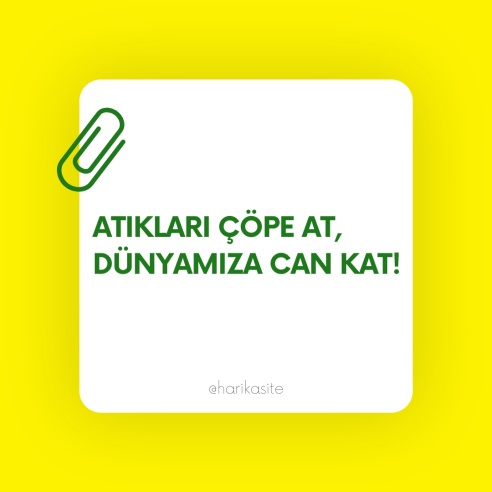 ATIKLARI ÇÖPE AT,
DÜNYAMIZA CAN KAT!
@harikasite